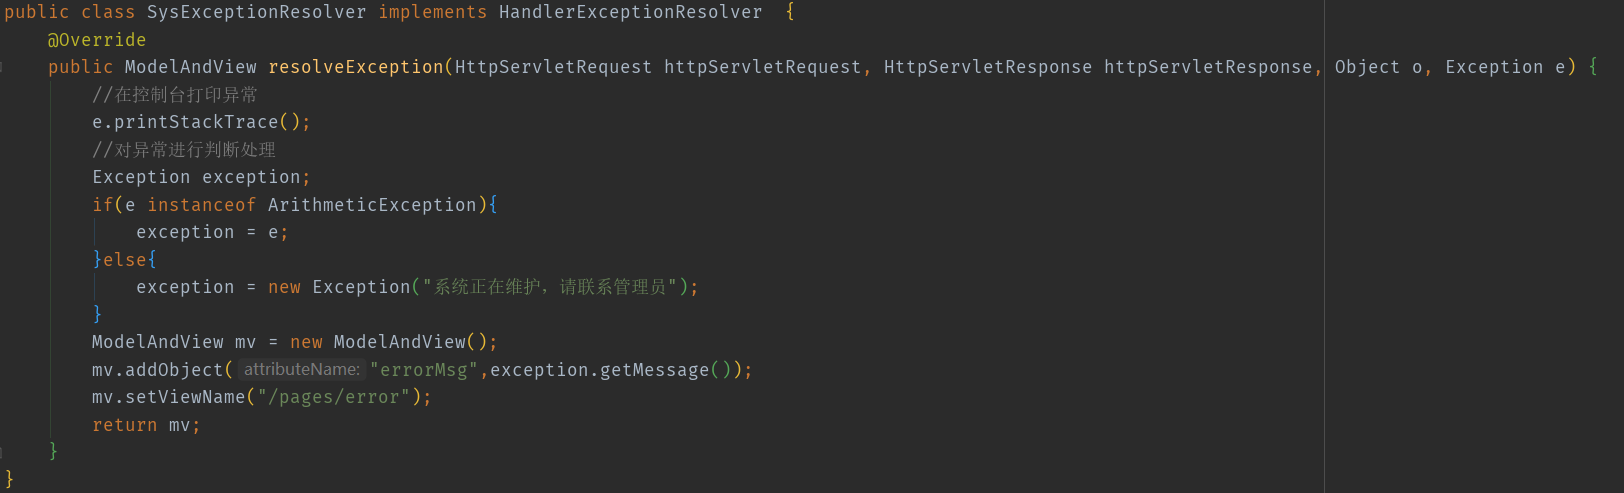 public class SysExceptionResolver implements HandlerExceptionResolver  {
    @Override
    public ModelAndView resolveException(HttpServletRequest httpServletRequest, HttpServletResponse httpServletResponse, Object o, Exception e) {
        //在控制台打印异常
        e.printStackTrace();
        //对异常进行判断处理
        Exception exception;
        if(e instanceof ArithmeticException){
            exception = e;
        }else{
            exception = new Exception("系统正在维护，请联系管理员");
        }
        ModelAndView mv = new ModelAndView();
        mv.addObject( attributeName: "errorMsg",exception.getMessage());
        mv.setViewName("/pages/error");
        return mv;
    }
}